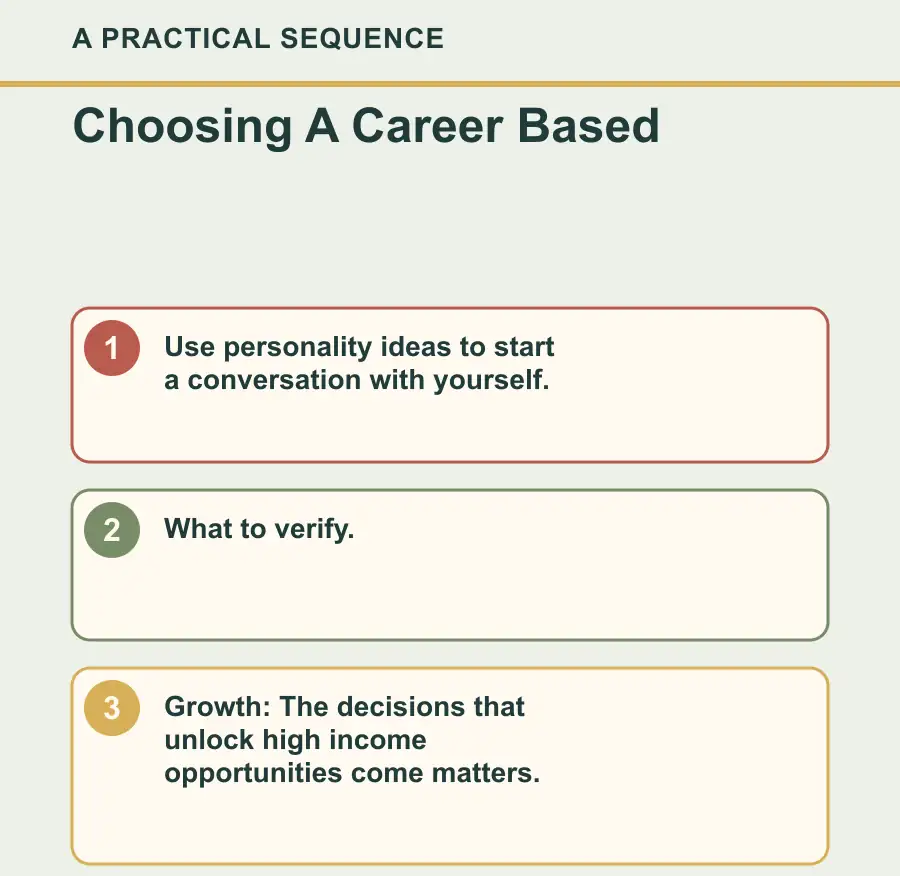 A PRACTICAL SEQUENCE
Choosing A Career Based
1
Use personality ideas to start
a conversation with yourself.
2
What to verify.
3
Growth: The decisions that
unlock high income
opportunities come matters.